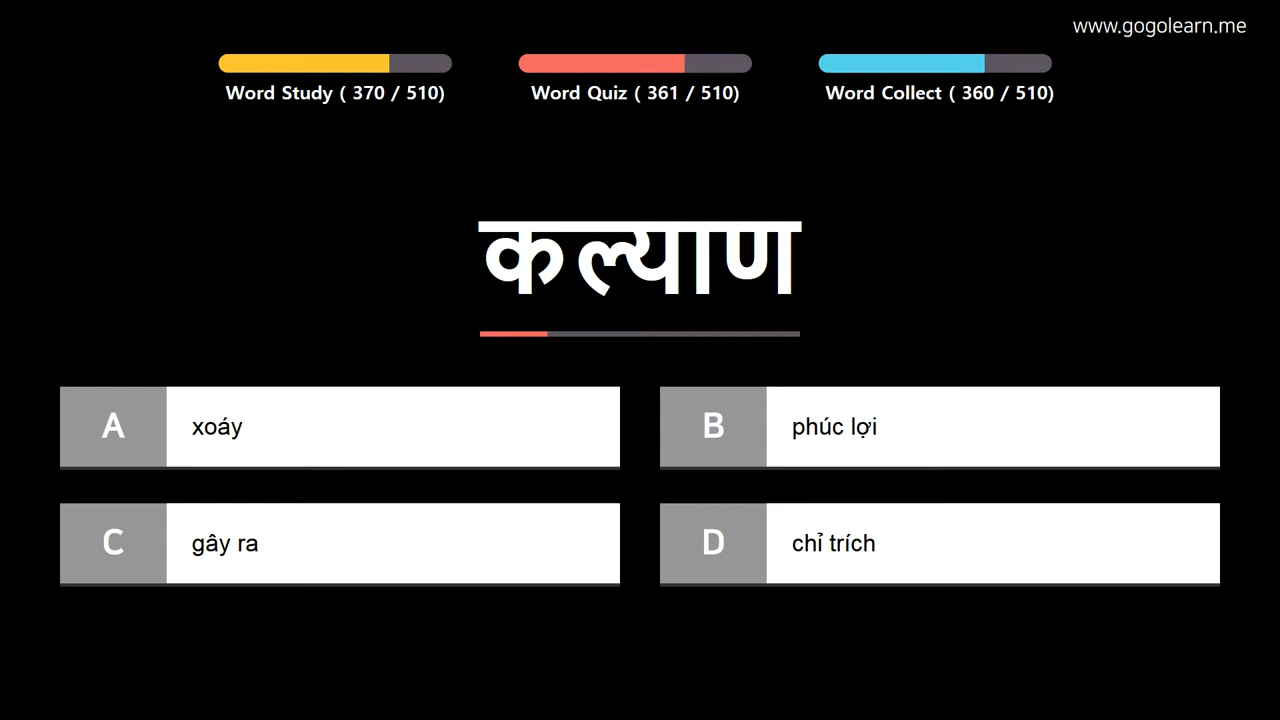 www.gogolearn.me
Word Study ( 370 / 510)
Word Quiz ( 361 / 510)
Word Collect ( 360 / 510)
कल्याण
A xoáy
B phúc lợi
C gây ra
D chỉ trích